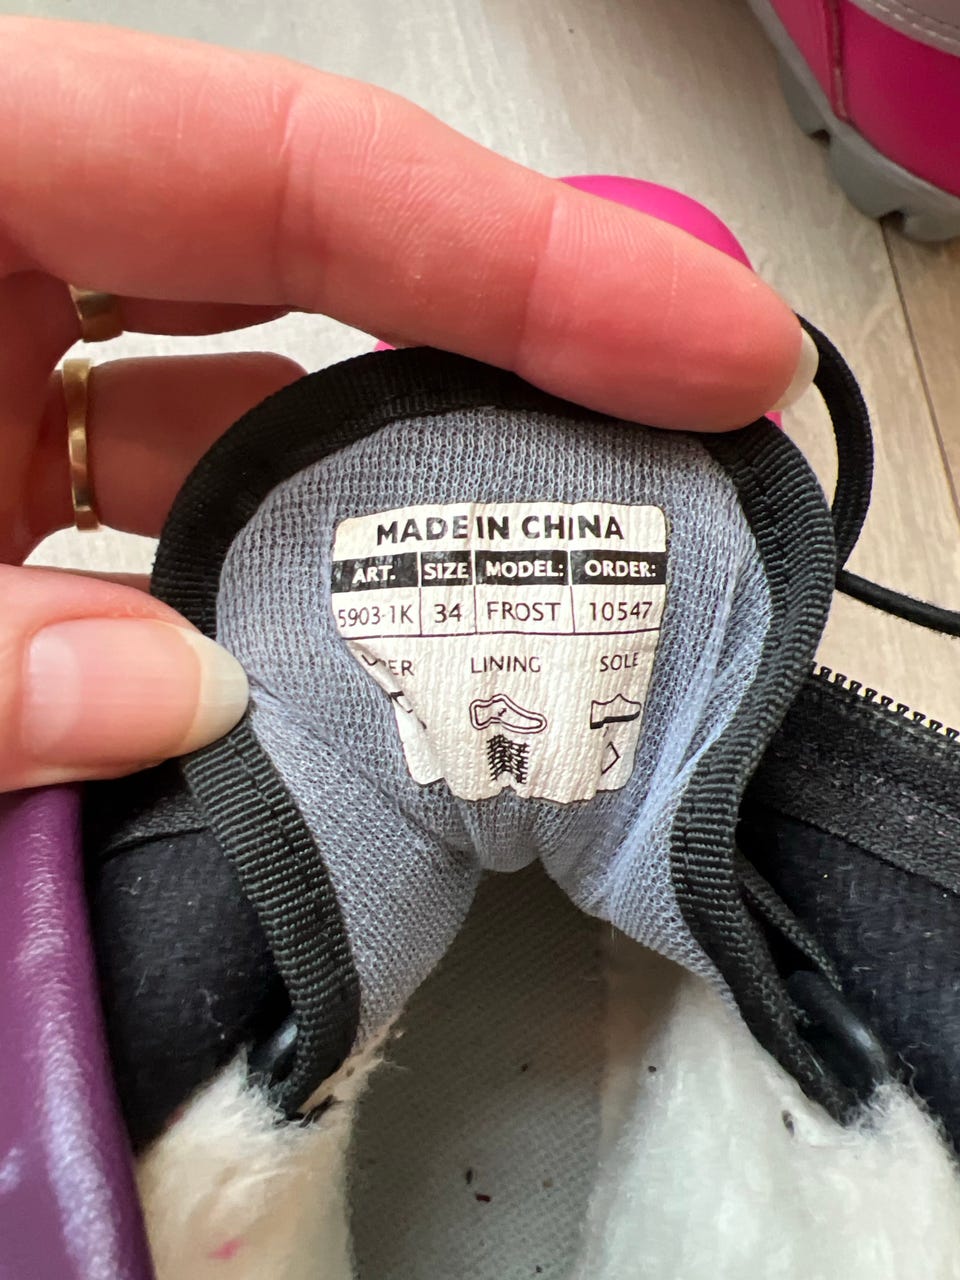 MADE IN CHINA
ART. SIZE MODEL: ORDER:
5903-1K 34 FROST 10547
LINING SOLE